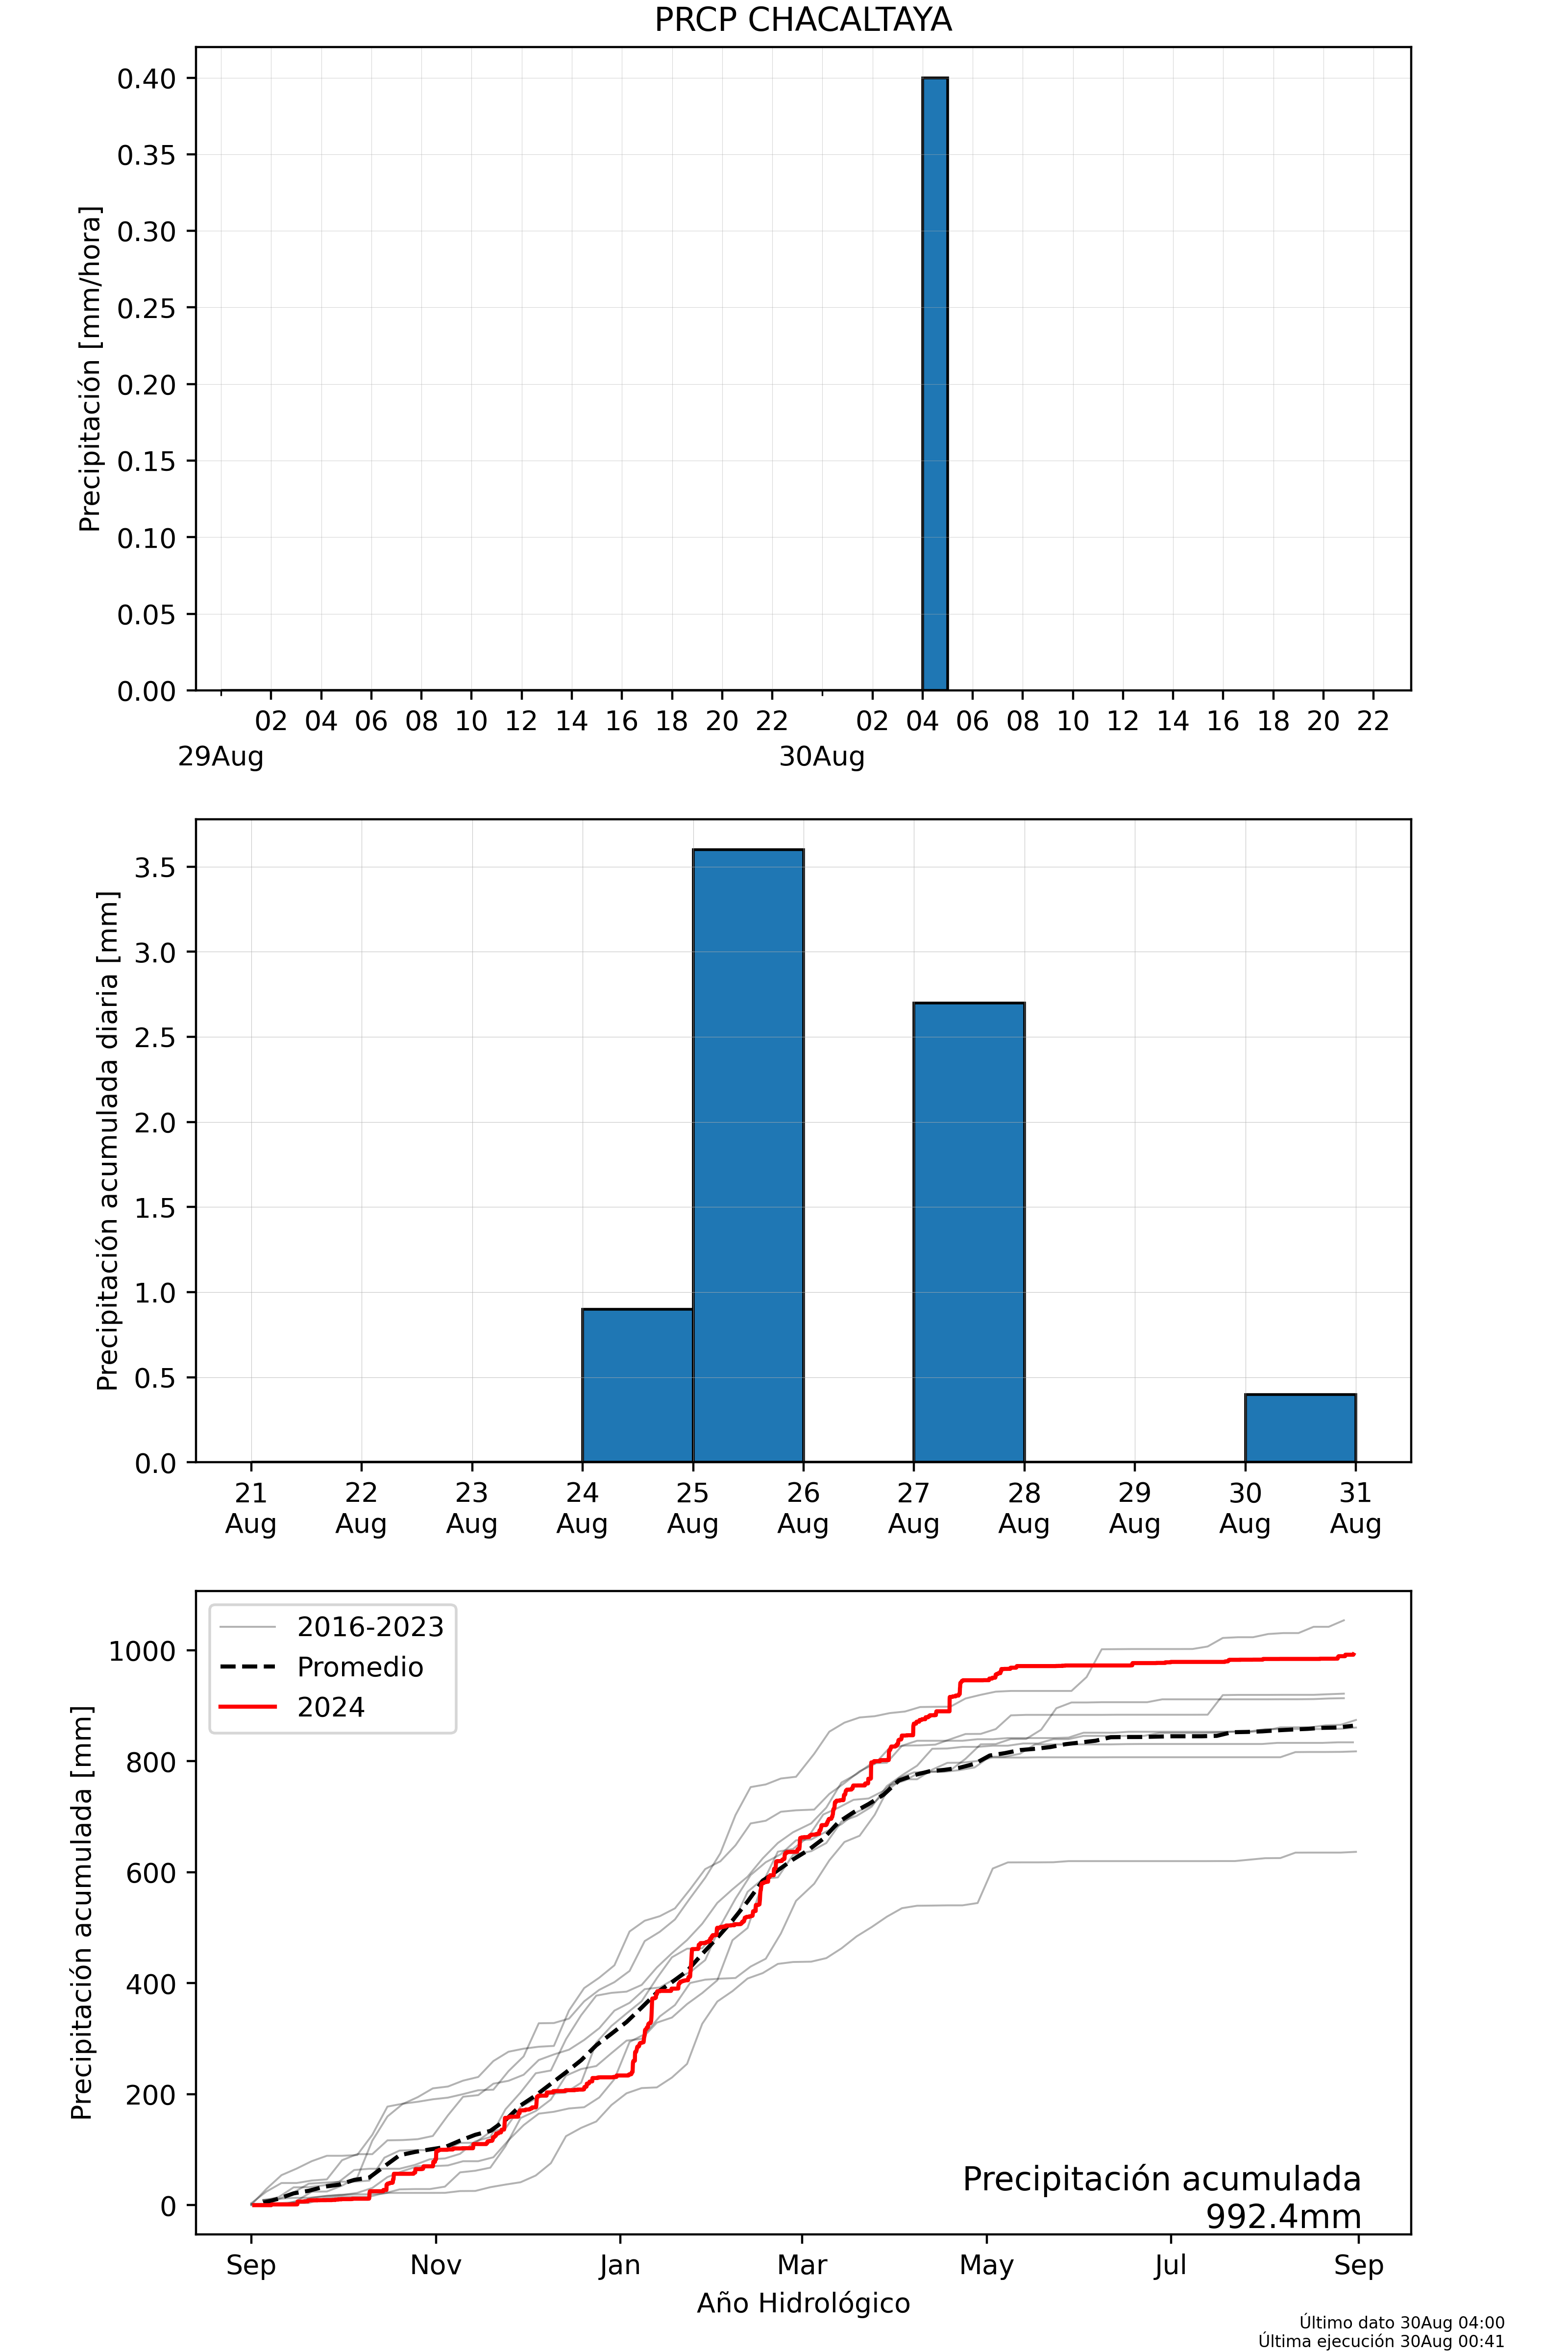 PRCP CHACALTAYA
Precipitación [mm/hora]
0.40
0.35
0.30
0.25
0.20
0.15
0.10
0.05
0.00
02 04 06 08 10 12 14 16 18 20 22 02 04 06 08 10 12 14 16 18 20 22
29Aug 30Aug
Precipitación acumulada diaria [mm]
3.5
3.0
2.5
2.0
1.5
1.0
0.5
0.0
21 22 23 24 25 26 27 28 29 30 31
Aug Aug Aug Aug Aug Aug Aug Aug Aug Aug Aug
Precipitación acumulada [mm]
1000
800
600
400
200
0
2016-2023
Promedio
2024
Precipitación acumulada
992.4mm
Sep Nov Jan Mar May Jul Sep
Año Hidrológico
Último dato 30Aug 04:00
Última ejecución 30Aug 00:41